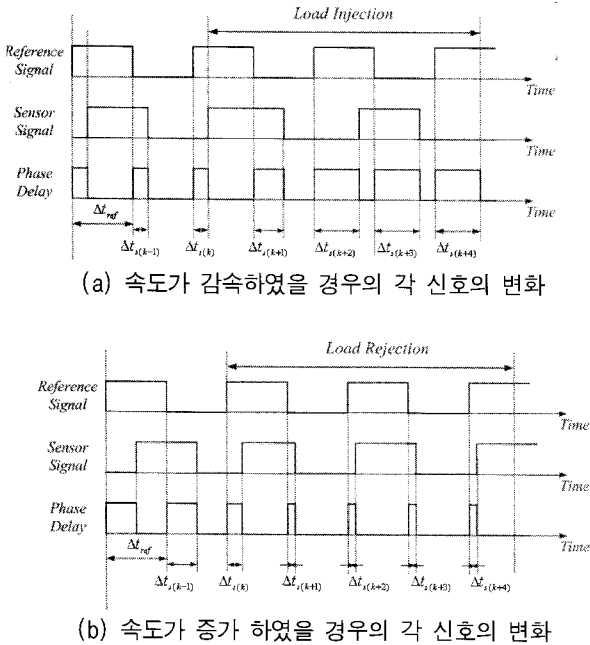 Load Injection
Reference
Signal
Time
Sensor
Signal
Time
Phase
Delay
Time
Δt_ref
Δt_s(k-1) Δt_s(k) Δt_s(k+1) Δt_s(k+2) Δt_s(k+3) Δt_s(k+4)
(a) 속도가 감속하였을 경우의 각 신호의 변화
Load Rejection
Reference
Signal
Time
Sensor
Signal
Time
Phase
Delay
Time
Δt_ref
Δt_s(k-1) Δt_s(k) Δt_s(k+1) Δt_s(k+2) Δt_s(k+3) Δt_s(k+4)
(b) 속도가 증가 하였을 경우의 각 신호의 변화